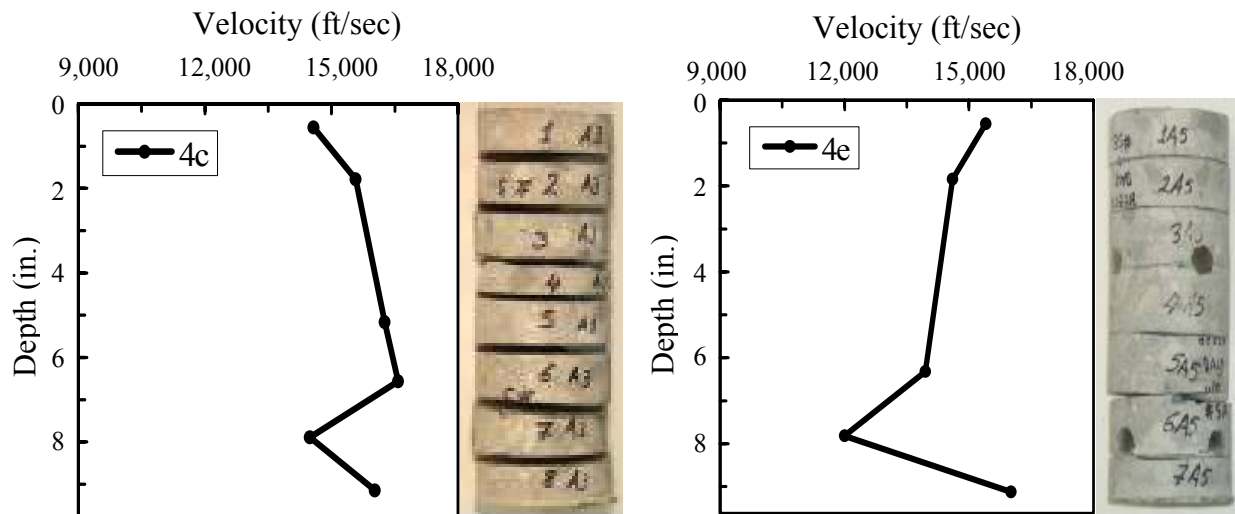 Velocity (ft/sec)
9,000 12,000 15,000 18,000
0
2
4
6
8
Depth (in.)
4c
1 A3
5# 2 A3
3 A3
4
5 A3
6 A3
7 A3
8 A3
Velocity (ft/sec)
9,000 12,000 15,000 18,000
0
2
4
6
8
Depth (in.)
4e
1A5
2A5
4A5
5A5
6A5
7A5